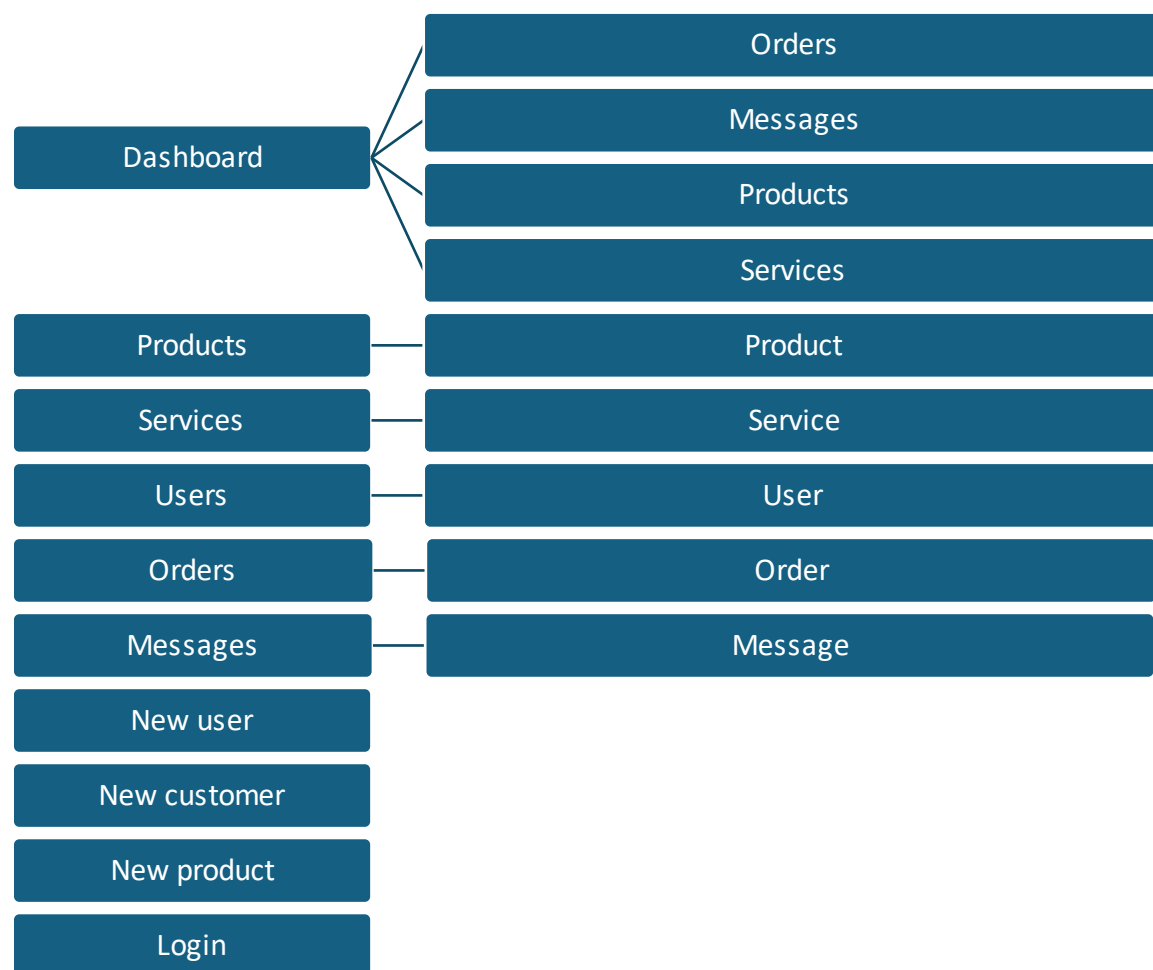 Orders
Messages
Dashboard
Products
Services
Products
Product
Services
Service
Users
User
Orders
Order
Messages
Message
New user
New customer
New product
Login